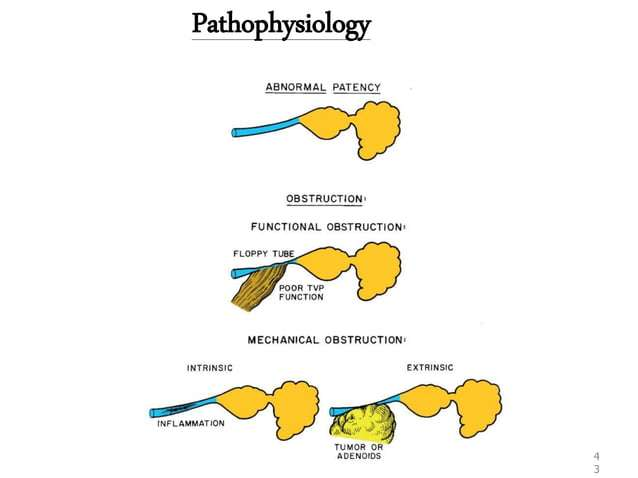 Pathophysiology
ABNORMAL PATENCY
OBSTRUCTION:
FUNCTIONAL OBSTRUCTION:
FLOPPY TUBE
POOR TVP
FUNCTION
MECHANICAL OBSTRUCTION:
INTRINSIC
EXTRINSIC
INFLAMMATION
TUMOR OR
ADENOIDS
4
3